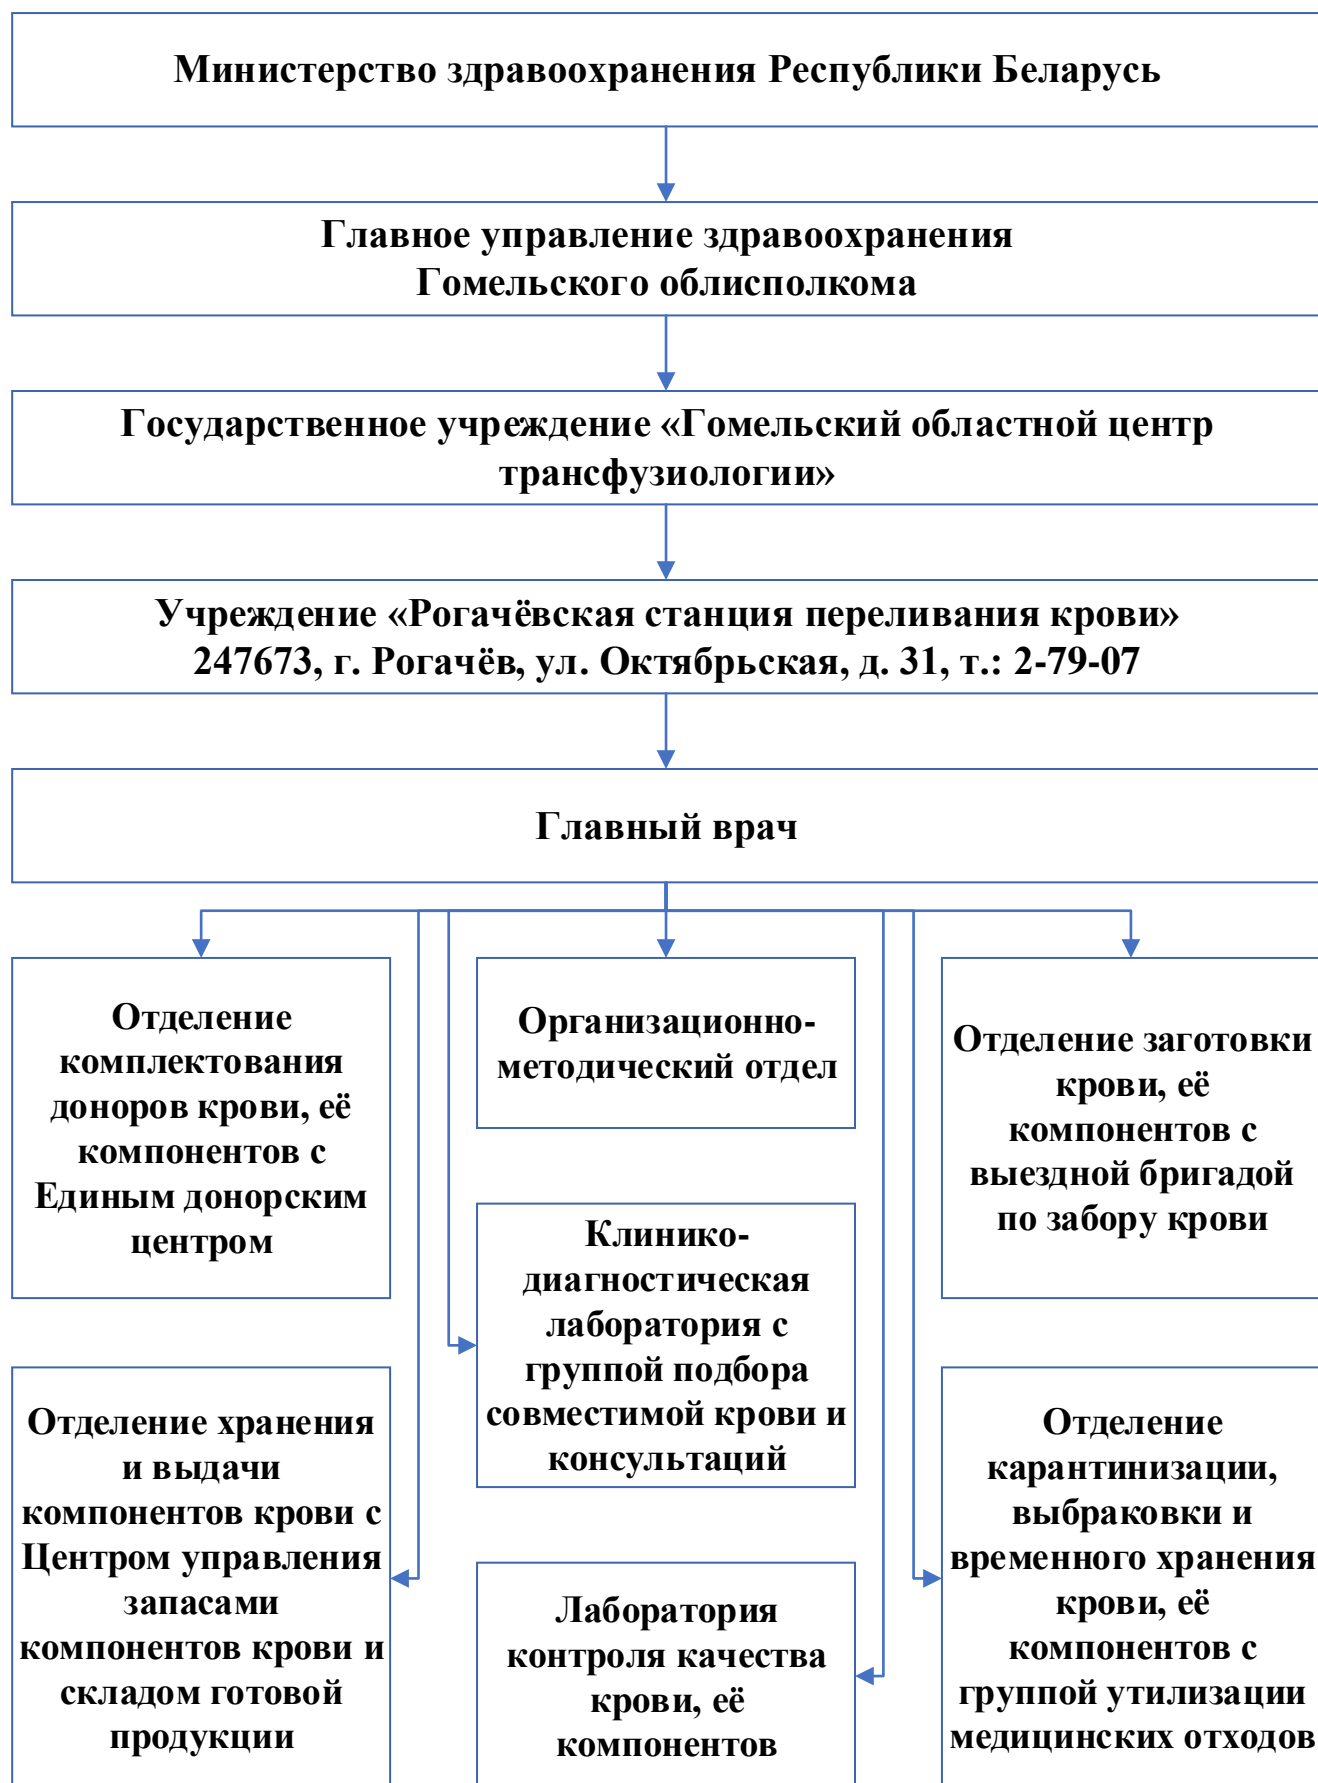 Министерство здравоохранения Республики Беларусь
Главное управление здравоохранения
Гомельского облисполкома
Государственное учреждение «Гомельский областной центр
трансфузиологии»
Учреждение «Рогачёвская станция переливания крови»
247673, г. Рогачёв, ул. Октябрьская, д. 31, т.: 2-79-07
Главный врач
Отделение
комплектования
доноров крови, её
компонентов с
Единым донорским
центром
Организационно-
методический отдел
Отделение заготовки
крови, её
компонентов с
выездной бригадой
по забору крови
Клинико-
диагностическая
лаборатория с
группой подбора
совместимой крови и
консультаций
Отделение хранения
и выдачи
компонентов крови с
Центром управления
запасами
компонентов крови и
складом готовой
продукции
Лаборатория
контроля качества
крови, её
компонентов
Отделение
карантинизации,
выбраковки и
временного хранения
крови, её
компонентов с
группой утилизации
медицинских отходов